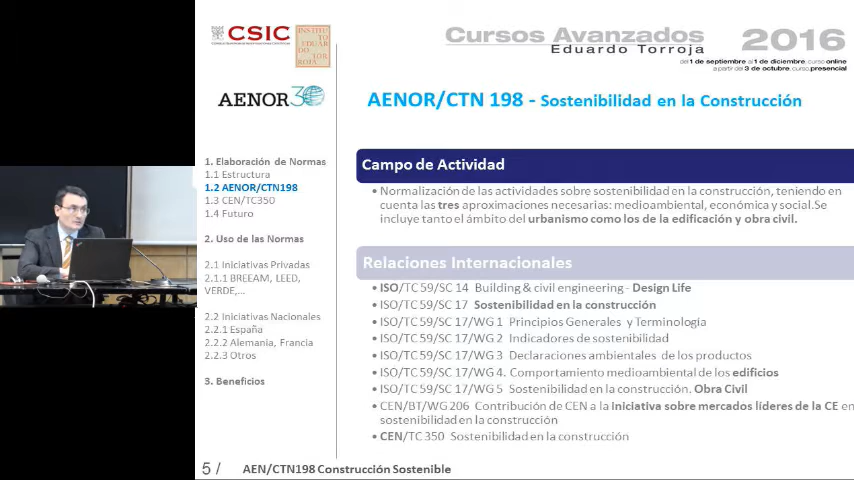 CSIC
INSTITU
TO EDUAR
DO TOR
ROJA
Cursos Avanzados
Eduardo Torroja
2016
del 1 de septiembre al 1 de diciembre, curso online
a partir del 3 de octubre, curso presencial
AENOR 30
AENOR/CTN 198 - Sostenibilidad en la Construcción
1. Elaboración de Normas
1.1 Estructura
1.2 AENOR/CTN198
1.3 CEN/TC350
1.4 Futuro
2. Uso de las Normas
2.1 Iniciativas Privadas
2.1.1 BREEAM, LEED,
VERDE,...
2.2 Iniciativas Nacionales
2.2.1 España
2.2.2 Alemania, Francia
2.2.3 Otros
3. Beneficios
Campo de Actividad
• Normalización de las actividades sobre sostenibilidad en la construcción, teniendo en
cuenta las tres aproximaciones necesarias: medioambiental, económica y social.Se
incluye tanto el ámbito del urbanismo como los de la edificación y obra civil.
Relaciones Internacionales
• ISO/TC 59/SC 14 Building & civil engineering - Design Life
• ISO/TC 59/SC 17 Sostenibilidad en la construcción
• ISO/TC 59/SC 17/WG 1 Principios Generales y Terminología
• ISO/TC 59/SC 17/WG 2 Indicadores de sostenibilidad
• ISO/TC 59/SC 17/WG 3 Declaraciones ambientales de los productos
• ISO/TC 59/SC 17/WG 4. Comportamiento medioambiental de los edificios
• ISO/TC 59/SC 17/WG 5 Sostenibilidad en la construcción. Obra Civil
• CEN/BT/WG 206 Contribución de CEN a la iniciativa sobre mercados líderes de la CE en
sostenibilidad en la construcción
• CEN/TC 350 Sostenibilidad en la construcción
5 /
AEN/CTN198 Construcción Sostenible